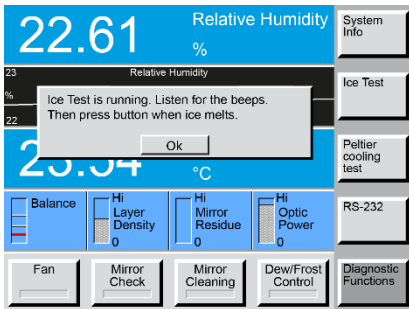 22.61
Relative Humidity
%
System
Info
23
Relative Humidity
%
22
Ice Test is running. Listen for the beeps.
Then press button when ice melts.
Ok
Ice Test
°C
Peltier
cooling
test
Balance
Hi
Layer
Density
0
Hi
Mirror
Residue
0
Hi
Optic
Power
0
RS-232
Fan
Mirror
Check
Mirror
Cleaning
Dew/Frost
Control
Diagnostic
Functions